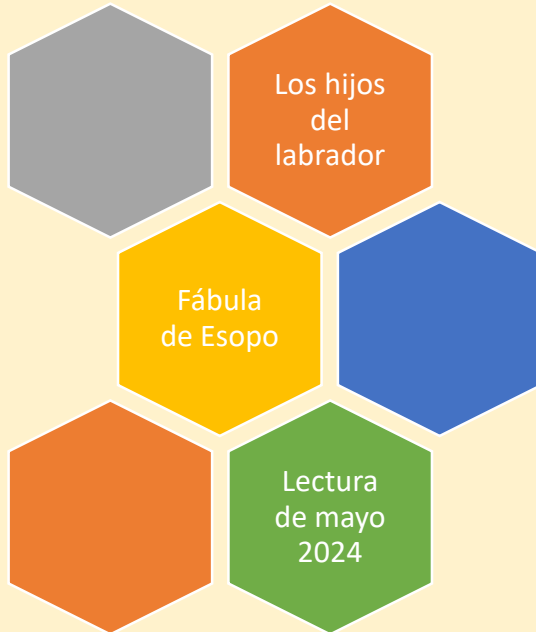 Los hijos
del
labrador
Fábula
de Esopo
Lectura
de mayo
2024